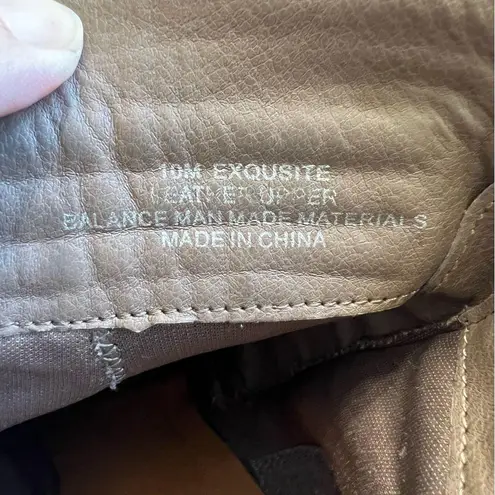 10M EXQUSITE
LEATHER UPPER
BALANCE MAN MADE MATERIALS
MADE IN CHINA